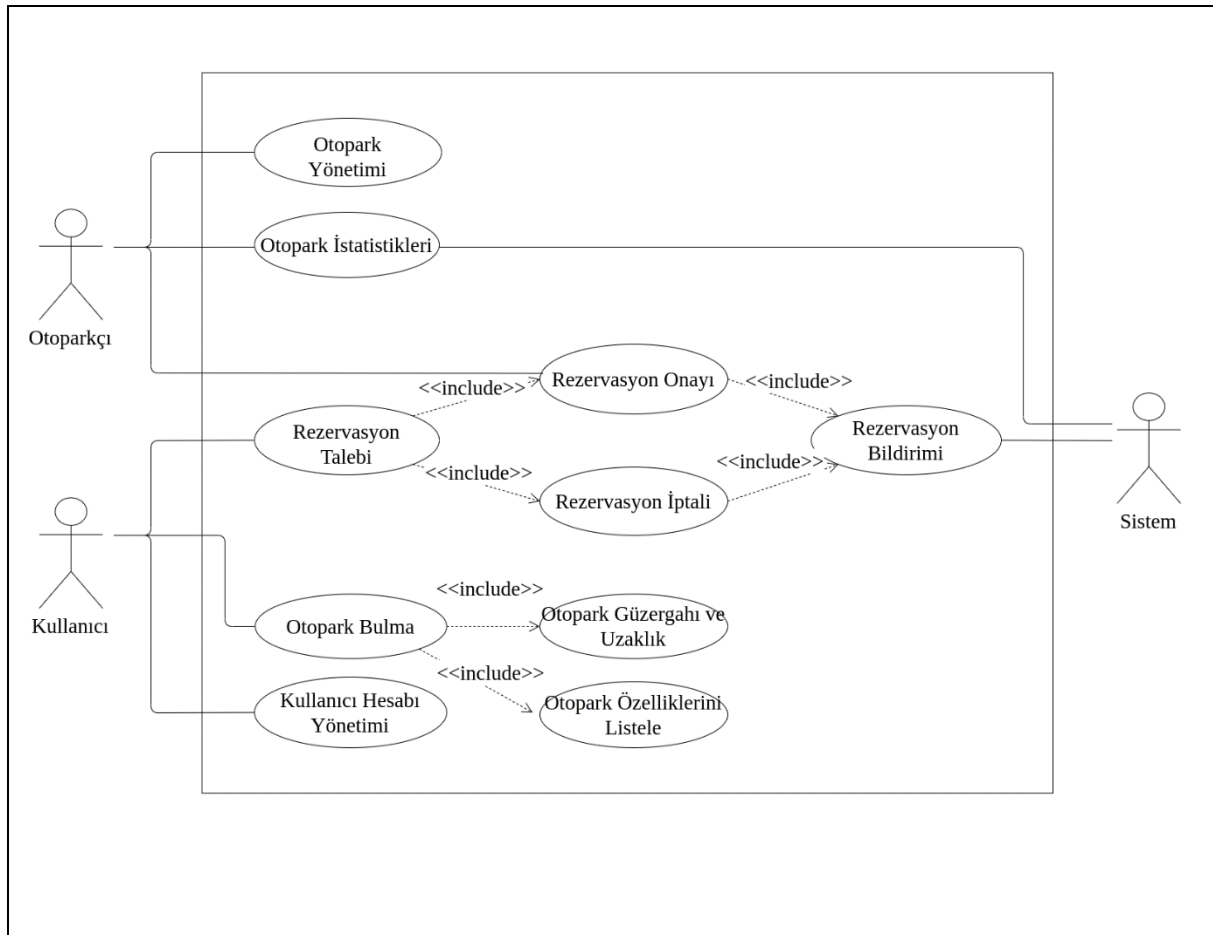 Otopark
Yönetimi
Otopark İstatistikleri
Otoparkçı
Rezervasyon Onayı
<<include>>
<<include>>
Rezervasyon
Talebi
Rezervasyon
Bildirimi
<<include>>
<<include>>
Rezervasyon İptali
Sistem
Kullanıcı
<<include>>
Otopark Bulma
Otopark Güzergahı ve
Uzaklık
<<include>>
Kullanıcı Hesabı
Yönetimi
Otopark Özelliklerini
Listele